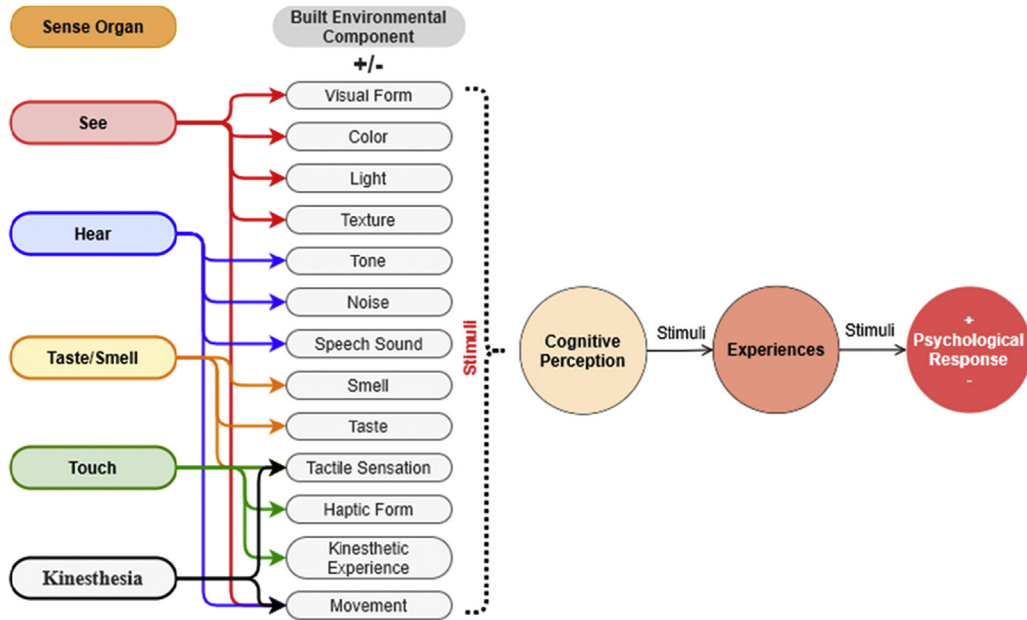 Sense Organ
Built Environmental
Component
+/-
See
Hear
Taste/Smell
Touch
Kinesthesia
Visual Form
Color
Light
Texture
Tone
Noise
Speech Sound
Smell
Taste
Tactile Sensation
Haptic Form
Kinesthetic
Experience
Movement
Stimuli
Cognitive
Perception
Stimuli
Experiences
Stimuli
+
Psychological
Response
-